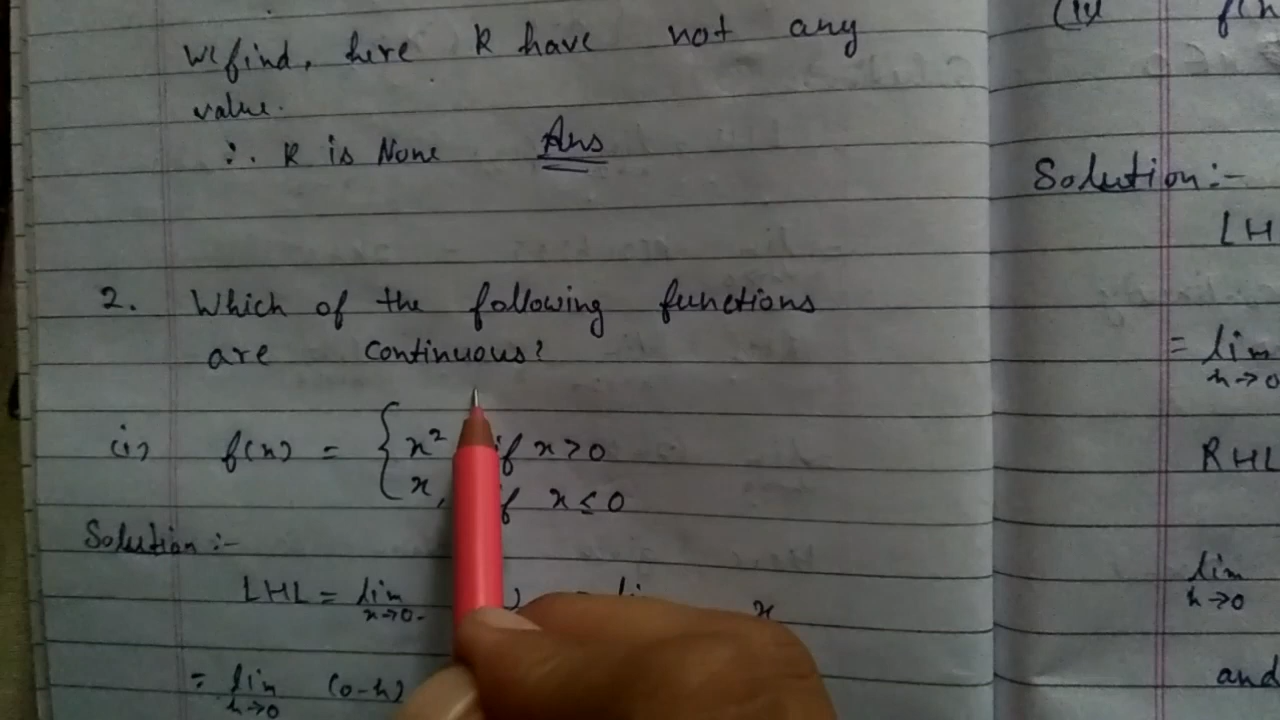 We find, here k have not any
value.
∴ k is None Ans
2. Which of the following functions
are continuous?
(i) f(x) = { x² if x>0
x, if x ≤ 0
Solution :-
LHL = lim x→0- = lim x
= lim h→0 (0-h)
(iv) f(x
Solution :-
LH
= lim h→0
RHL
lim h→0
and